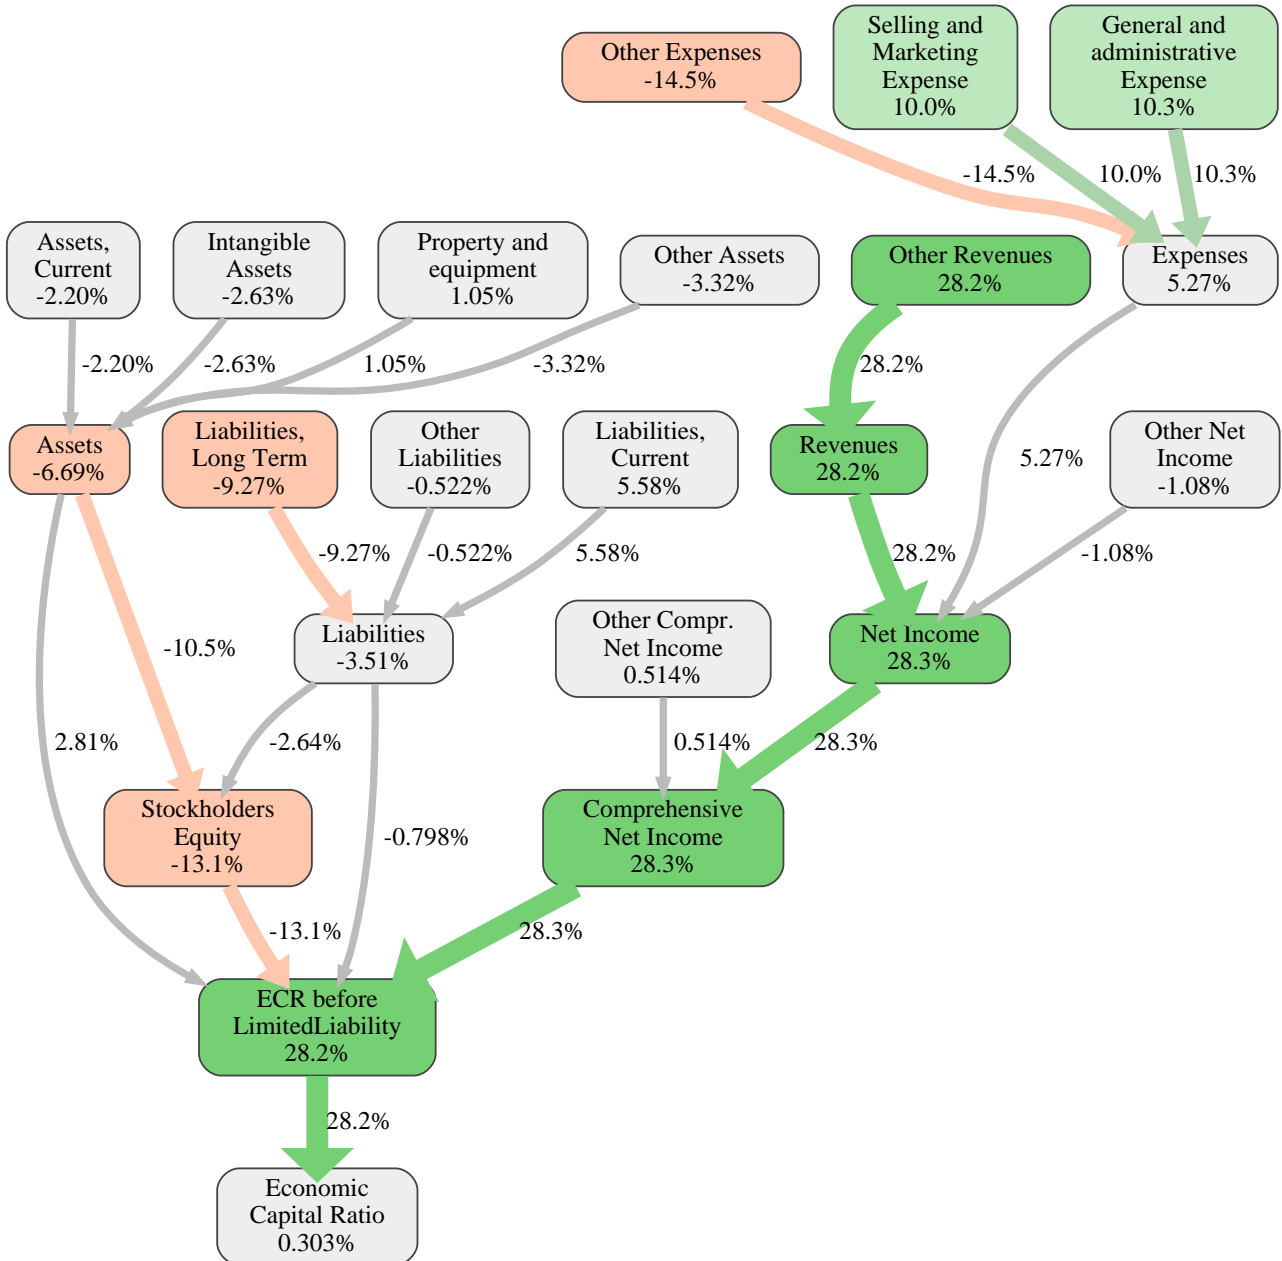 Other Expenses
-14.5%
Selling and
Marketing
Expense
10.0%
General and
administrative
Expense
10.3%
-14.5%
10.0%
10.3%
Assets,
Current
-2.20%
Intangible
Assets
-2.63%
Property and
equipment
1.05%
Other Assets
-3.32%
Other Revenues
28.2%
Expenses
5.27%
-2.20%
-2.63%
1.05%
-3.32%
28.2%
Assets
-6.69%
Liabilities,
Long Term
-9.27%
Other
Liabilities
-0.522%
Liabilities,
Current
5.58%
Revenues
28.2%
5.27%
Other Net
Income
-1.08%
-9.27%
-0.522%
5.58%
28.2%
-1.08%
-10.5%
Liabilities
-3.51%
Other Compr.
Net Income
0.514%
Net Income
28.3%
2.81%
-2.64%
0.514%
28.3%
Stockholders
Equity
-13.1%
-0.798%
Comprehensive
Net Income
28.3%
-13.1%
28.3%
ECR before
LimitedLiability
28.2%
28.2%
Economic
Capital Ratio
0.303%